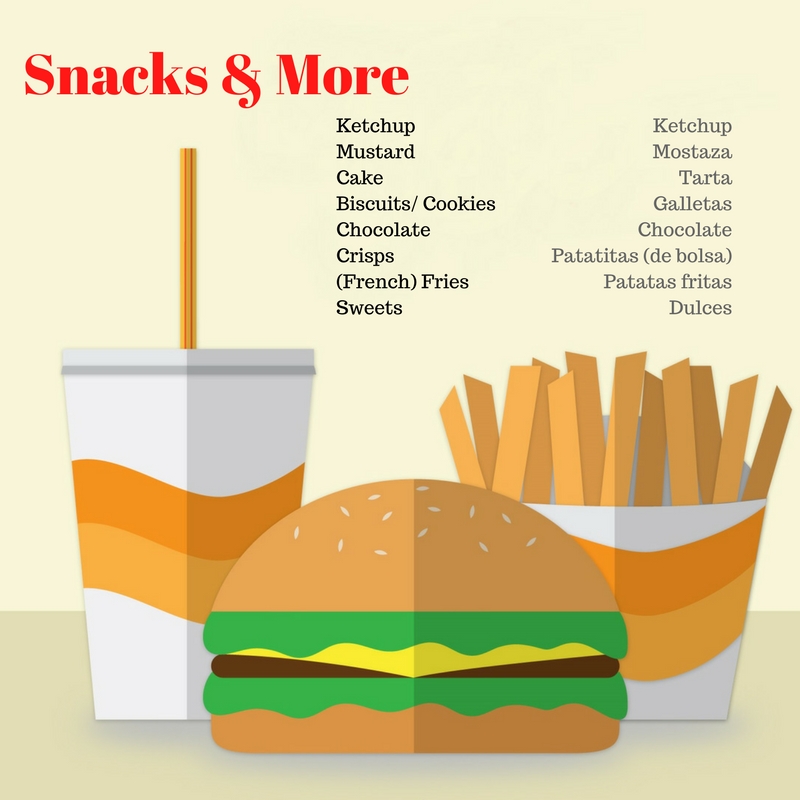 Snacks & More
Ketchup Ketchup
Mustard Mostaza
Cake Tarta
Biscuits/ Cookies Galletas
Chocolate Chocolate
Crisps Patatitas (de bolsa)
(French) Fries Patatas fritas
Sweets Dulces